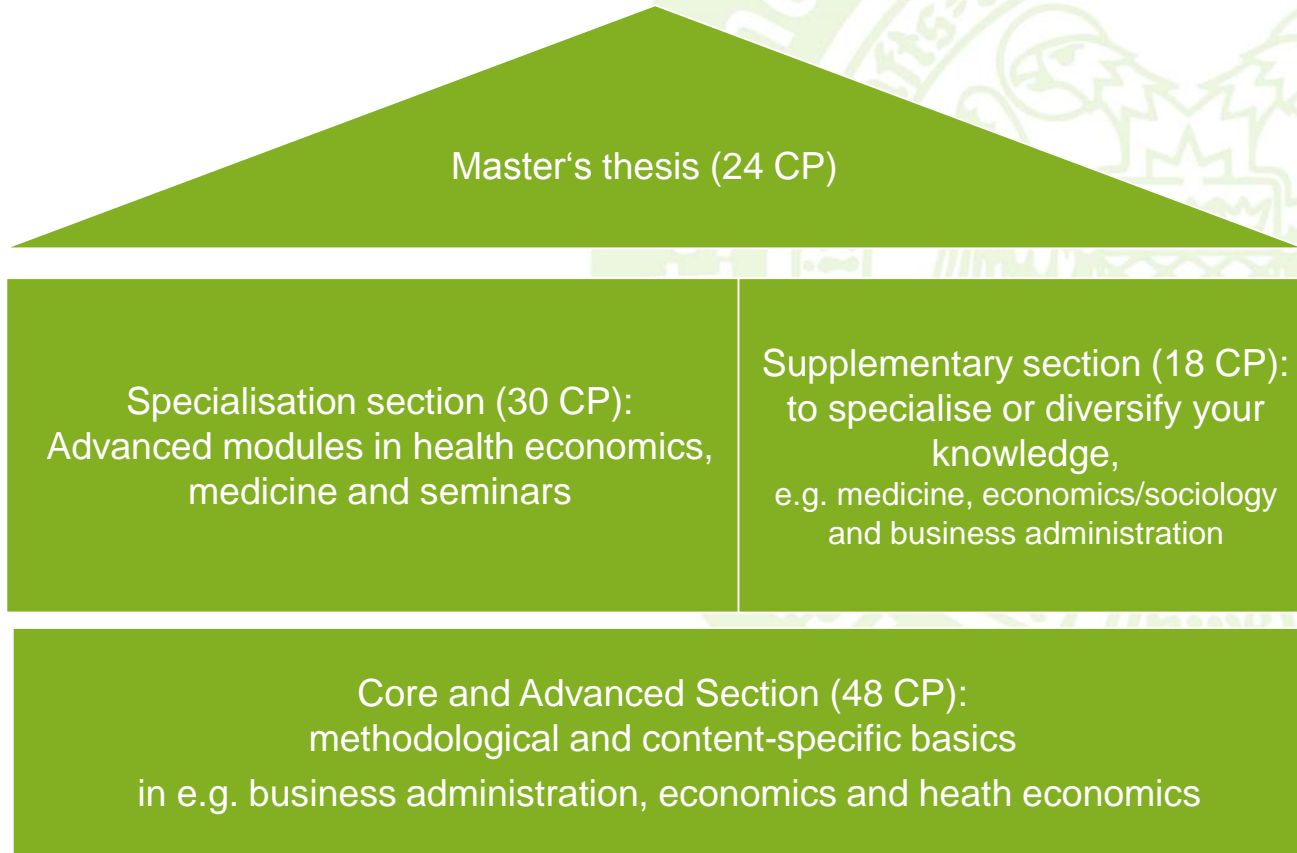 Master‘s thesis (24 CP)
Specialisation section (30 CP):
Advanced modules in health economics,
medicine and seminars
Supplementary section (18 CP):
to specialise or diversify your
knowledge,
e.g. medicine, economics/sociology
and business administration
Core and Advanced Section (48 CP):
methodological and content-specific basics
in e.g. business administration, economics and heath economics